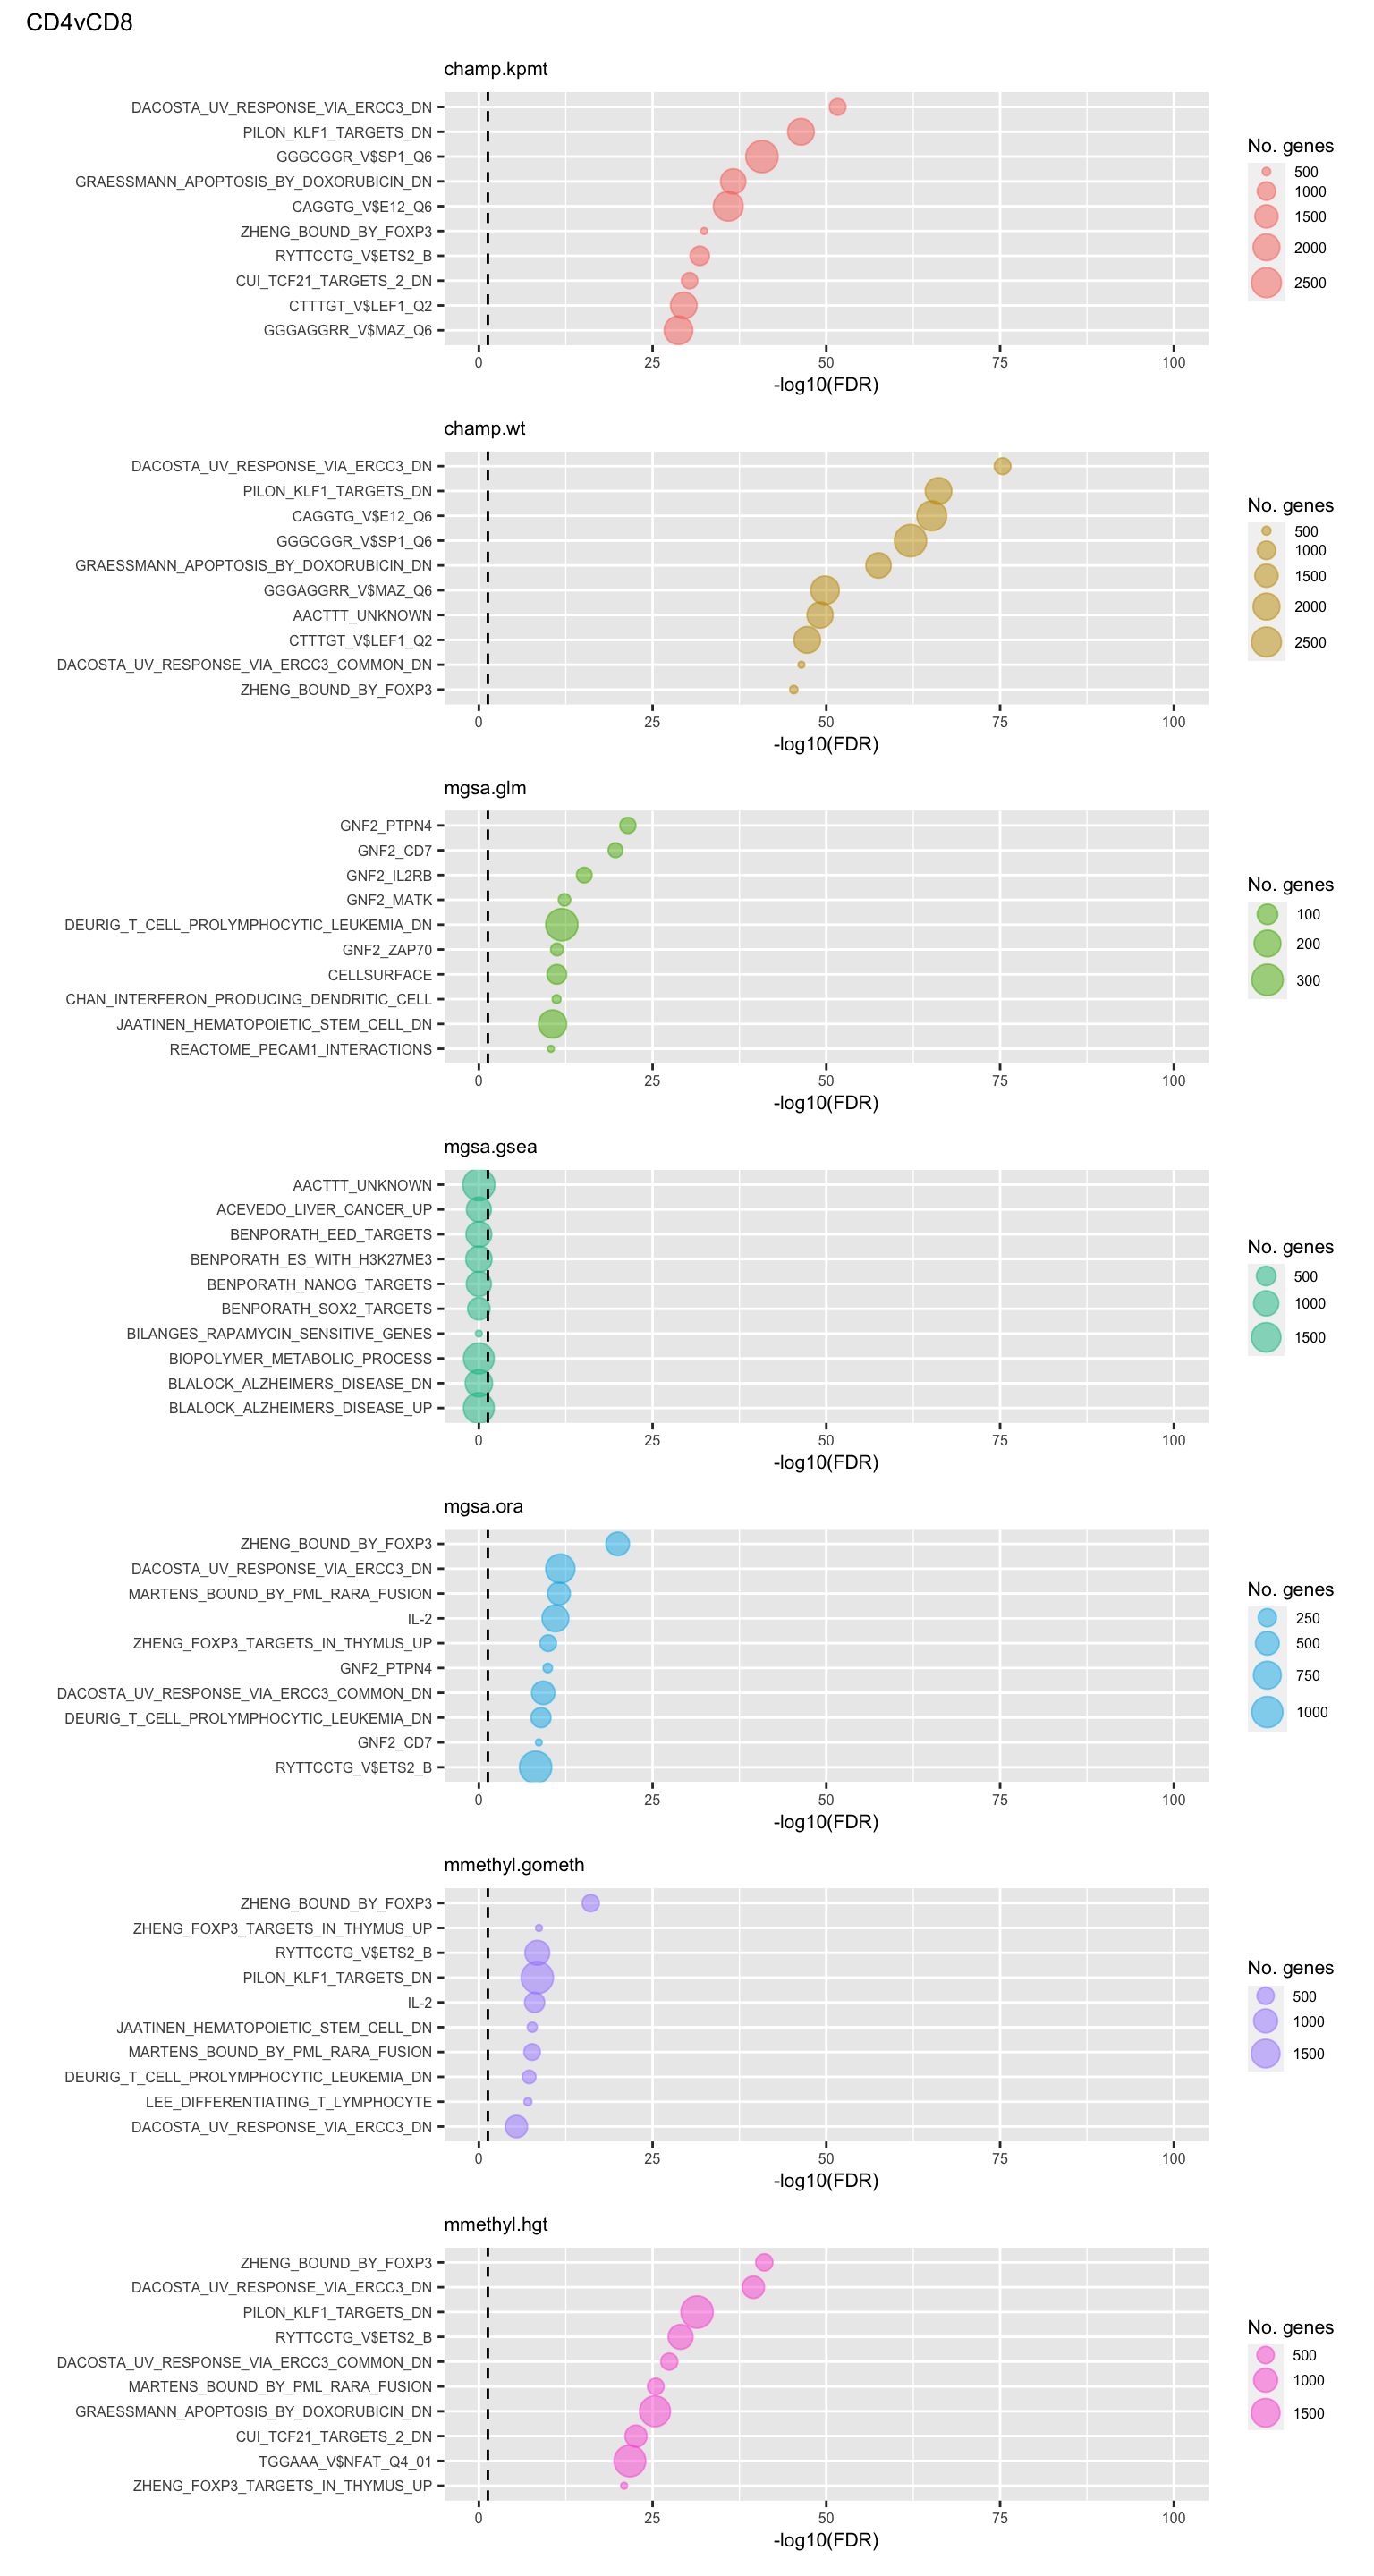 CD4vCD8
champ.kpmt
DACOSTA_UV_RESPONSE_VIA_ERCC3_DN
PILON_KLF1_TARGETS_DN
GGGCGGR_V$SP1_Q6
GRAESSMANN_APOPTOSIS_BY_DOXORUBICIN_DN
CAGGTG_V$E12_Q6
ZHENG_BOUND_BY_FOXP3
RYTTCCTG_V$ETS2_B
CUI_TCF21_TARGETS_2_DN
CTTTGT_V$LEF1_Q2
GGGAGGRR_V$MAZ_Q6
0 25 50 75 100
-log10(FDR)
No. genes
500
1000
1500
2000
2500
champ.wt
DACOSTA_UV_RESPONSE_VIA_ERCC3_DN
PILON_KLF1_TARGETS_DN
CAGGTG_V$E12_Q6
GGGCGGR_V$SP1_Q6
GRAESSMANN_APOPTOSIS_BY_DOXORUBICIN_DN
GGGAGGRR_V$MAZ_Q6
AACTTT_UNKNOWN
CTTTGT_V$LEF1_Q2
DACOSTA_UV_RESPONSE_VIA_ERCC3_COMMON_DN
ZHENG_BOUND_BY_FOXP3
0 25 50 75 100
-log10(FDR)
No. genes
500
1000
1500
2000
2500
mgsa.glm
GNF2_PTPN4
GNF2_CD7
GNF2_IL2RB
GNF2_MATK
DEURIG_T_CELL_PROLYMPHOCYTIC_LEUKEMIA_DN
GNF2_ZAP70
CELLSURFACE
CHAN_INTERFERON_PRODUCING_DENDRITIC_CELL
JAATINEN_HEMATOPOIETIC_STEM_CELL_DN
REACTOME_PECAM1_INTERACTIONS
0 25 50 75 100
-log10(FDR)
No. genes
100
200
300
mgsa.gsea
AACTTT_UNKNOWN
ACEVEDO_LIVER_CANCER_UP
BENPORATH_EED_TARGETS
BENPORATH_ES_WITH_H3K27ME3
BENPORATH_NANOG_TARGETS
BENPORATH_SOX2_TARGETS
BILANGES_RAPAMYCIN_SENSITIVE_GENES
BIOPOLYMER_METABOLIC_PROCESS
BLALOCK_ALZHEIMERS_DISEASE_DN
BLALOCK_ALZHEIMERS_DISEASE_UP
0 25 50 75 100
-log10(FDR)
No. genes
500
1000
1500
mgsa.ora
ZHENG_BOUND_BY_FOXP3
DACOSTA_UV_RESPONSE_VIA_ERCC3_DN
MARTENS_BOUND_BY_PML_RARA_FUSION
IL-2
ZHENG_FOXP3_TARGETS_IN_THYMUS_UP
GNF2_PTPN4
DACOSTA_UV_RESPONSE_VIA_ERCC3_COMMON_DN
DEURIG_T_CELL_PROLYMPHOCYTIC_LEUKEMIA_DN
GNF2_CD7
RYTTCCTG_V$ETS2_B
0 25 50 75 100
-log10(FDR)
No. genes
250
500
750
1000
mmethyl.gometh
ZHENG_BOUND_BY_FOXP3
ZHENG_FOXP3_TARGETS_IN_THYMUS_UP
RYTTCCTG_V$ETS2_B
PILON_KLF1_TARGETS_DN
IL-2
JAATINEN_HEMATOPOIETIC_STEM_CELL_DN
MARTENS_BOUND_BY_PML_RARA_FUSION
DEURIG_T_CELL_PROLYMPHOCYTIC_LEUKEMIA_DN
LEE_DIFFERENTIATING_T_LYMPHOCYTE
DACOSTA_UV_RESPONSE_VIA_ERCC3_DN
0 25 50 75 100
-log10(FDR)
No. genes
500
1000
1500
mmethyl.hgt
ZHENG_BOUND_BY_FOXP3
DACOSTA_UV_RESPONSE_VIA_ERCC3_DN
PILON_KLF1_TARGETS_DN
RYTTCCTG_V$ETS2_B
DACOSTA_UV_RESPONSE_VIA_ERCC3_COMMON_DN
MARTENS_BOUND_BY_PML_RARA_FUSION
GRAESSMANN_APOPTOSIS_BY_DOXORUBICIN_DN
CUI_TCF21_TARGETS_2_DN
TGGAAA_V$NFAT_Q4_01
ZHENG_FOXP3_TARGETS_IN_THYMUS_UP
0 25 50 75 100
-log10(FDR)
No. genes
500
1000
1500